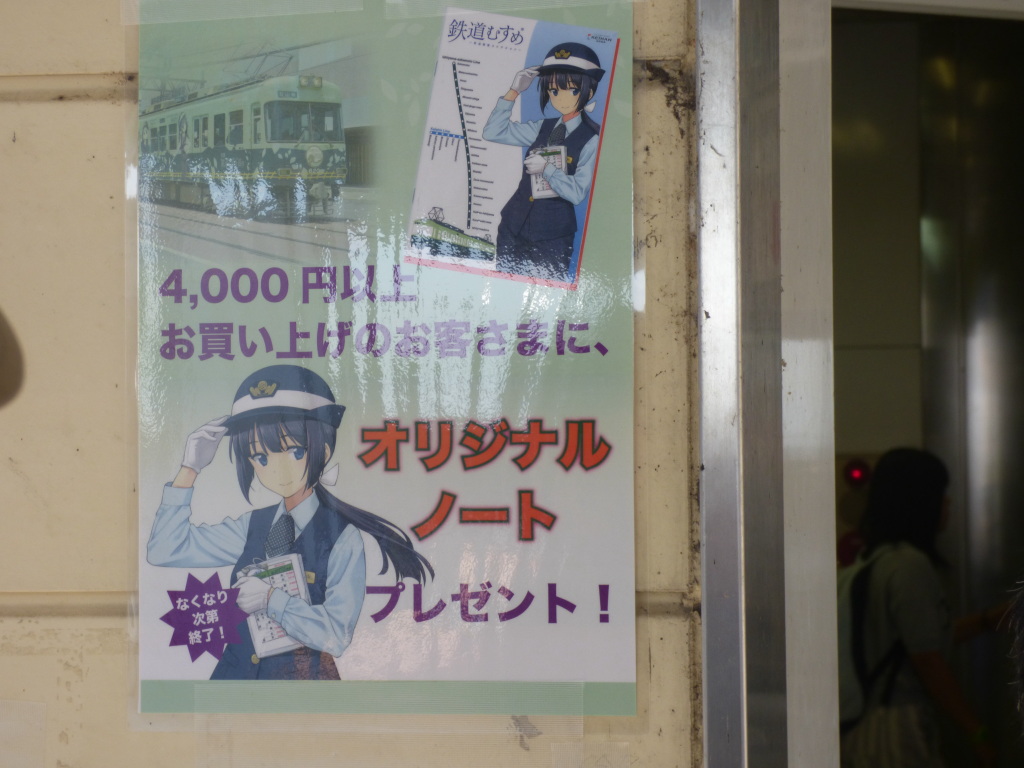 鉄道むすめ
4,000 円以上
お買い上げのお客さまに、
オリジナル
ノート
プレゼント！
なくなり
次第
終了！